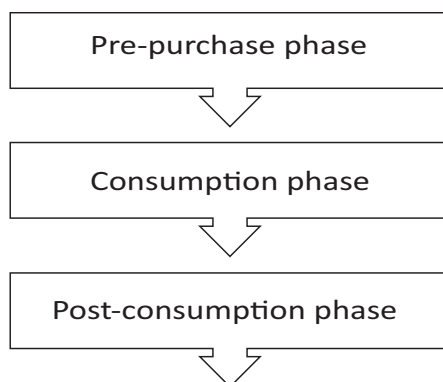 Pre-purchase phase
Consumption phase
Post-consumption phase